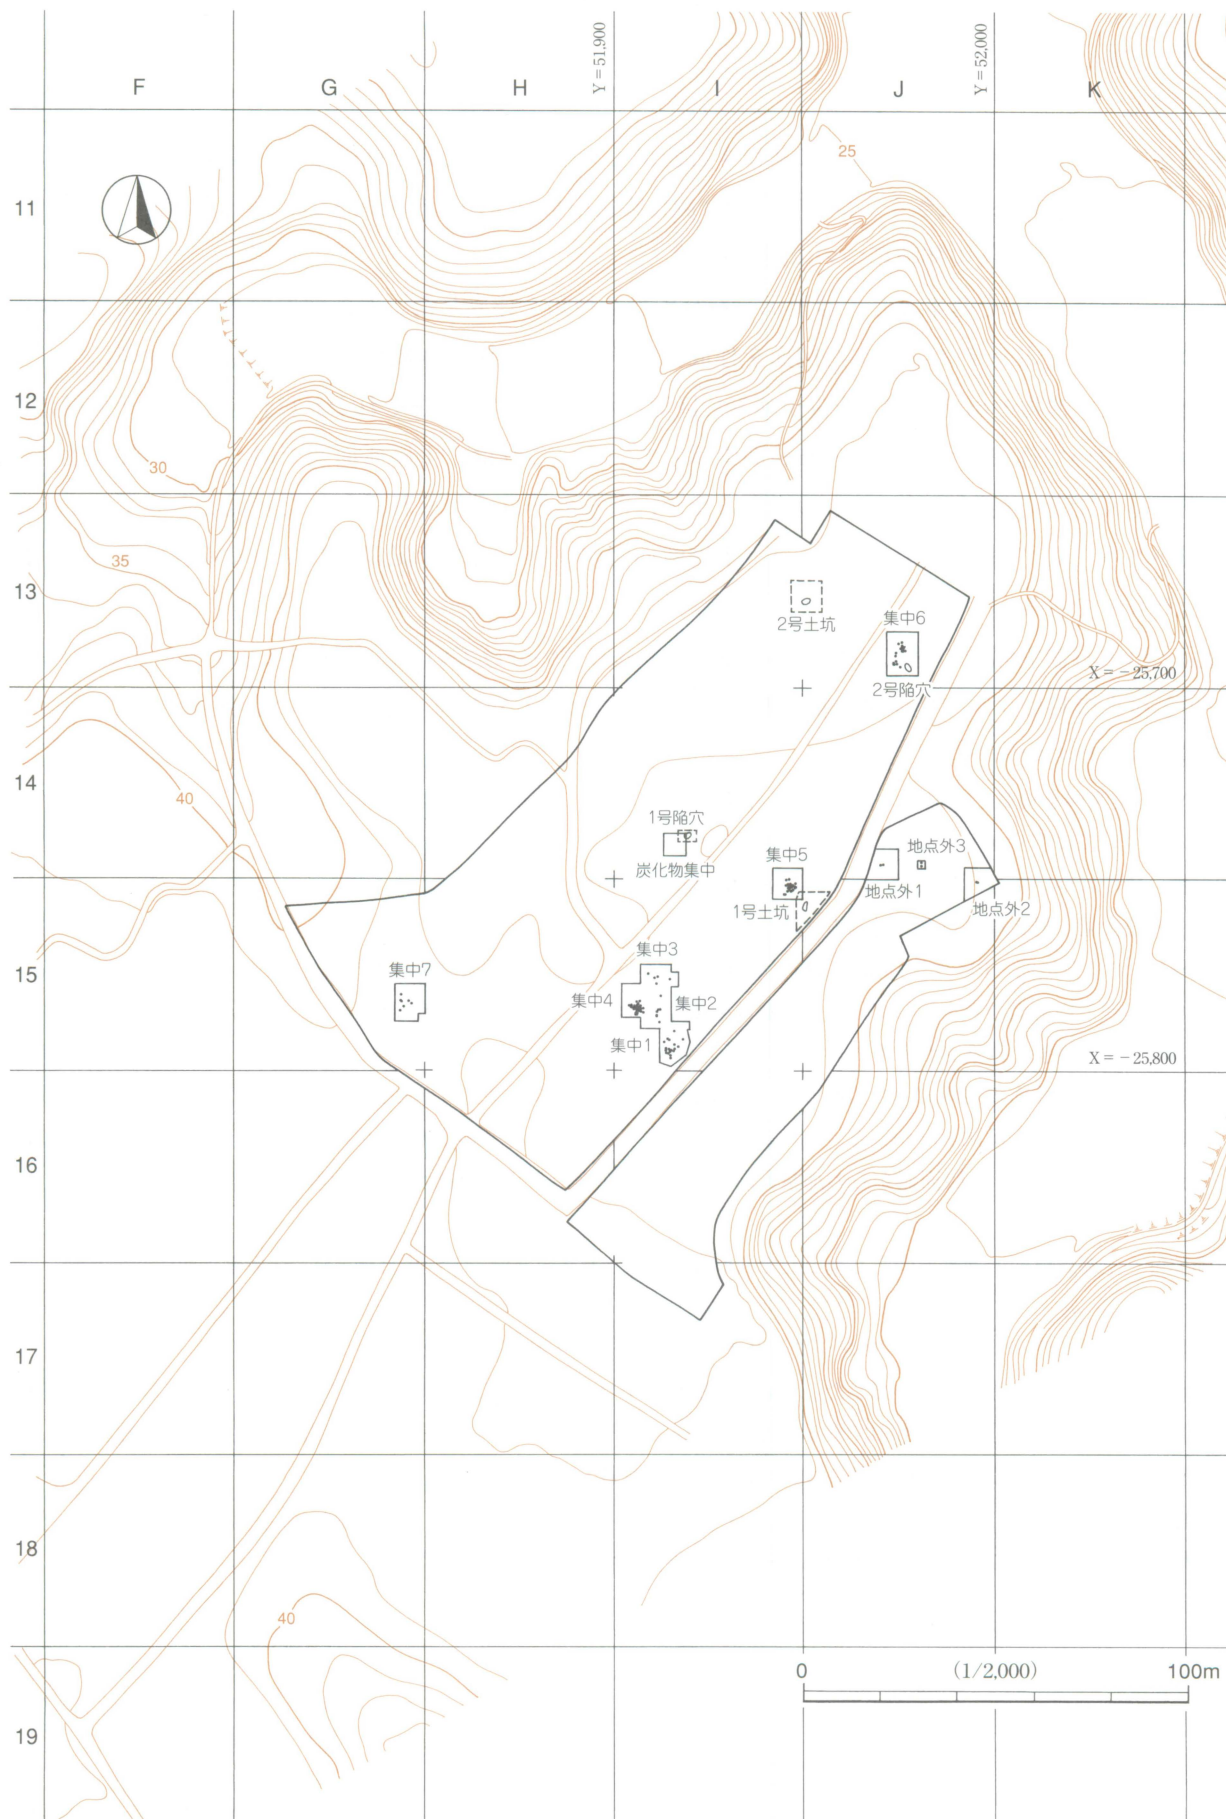 Y = 51,900
Y = 52,000
F
G
H
I
J
K
25
11
12
30
13
35
2号土坑
集中6
X = −25,700
2号陥穴
14
40
1号陥穴
炭化物集中
集中5
地点外3
地点外1
1号土坑
地点外2
集中3
15
集中7
集中4
集中2
集中1
X = −25,800
16
17
18
40
0
(1/2,000)
100m
19